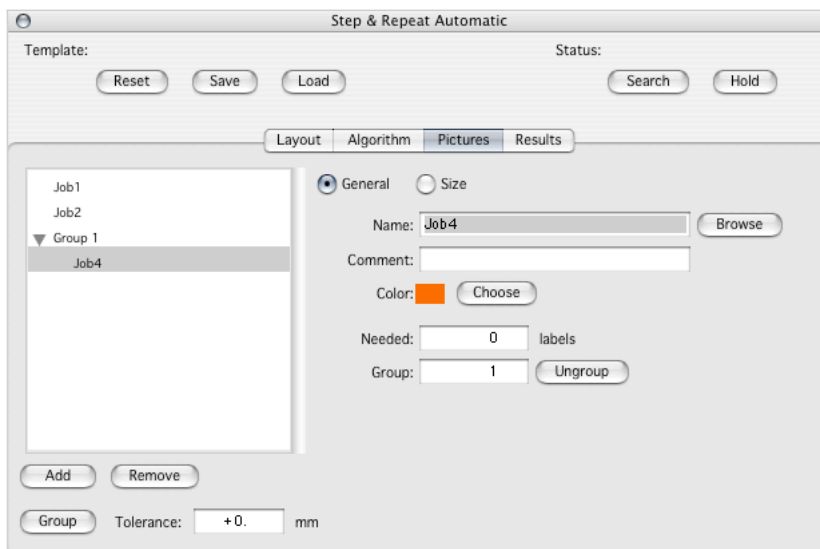 Step & Repeat Automatic
Template: Status:
Reset Save Load Search Hold
Layout Algorithm Pictures Results
Job1
Job2
Group 1
Job4
General Size
Name: Job4 Browse
Comment:
Color: Choose
Needed: 0 labels
Group: 1 Ungroup
Add Remove
Group Tolerance: +0. mm